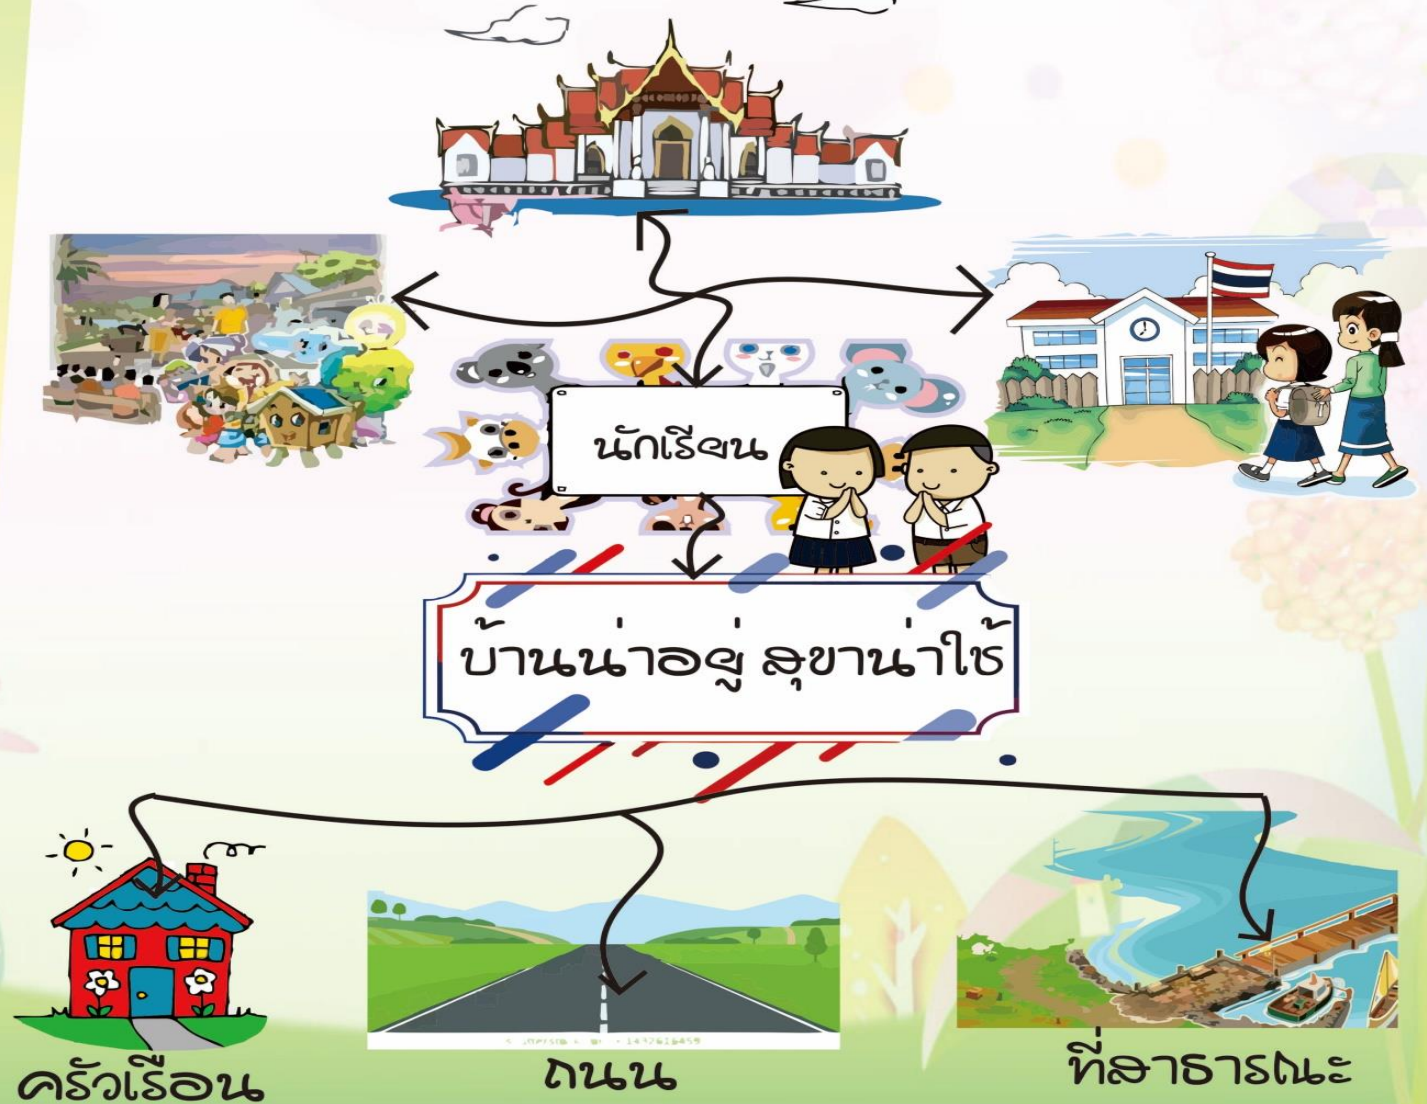 นักเรียน
บ้านน่าอยู่ สุขาน่าใช้
ครัวเรือน
ถนน
ที่สาธารณะ